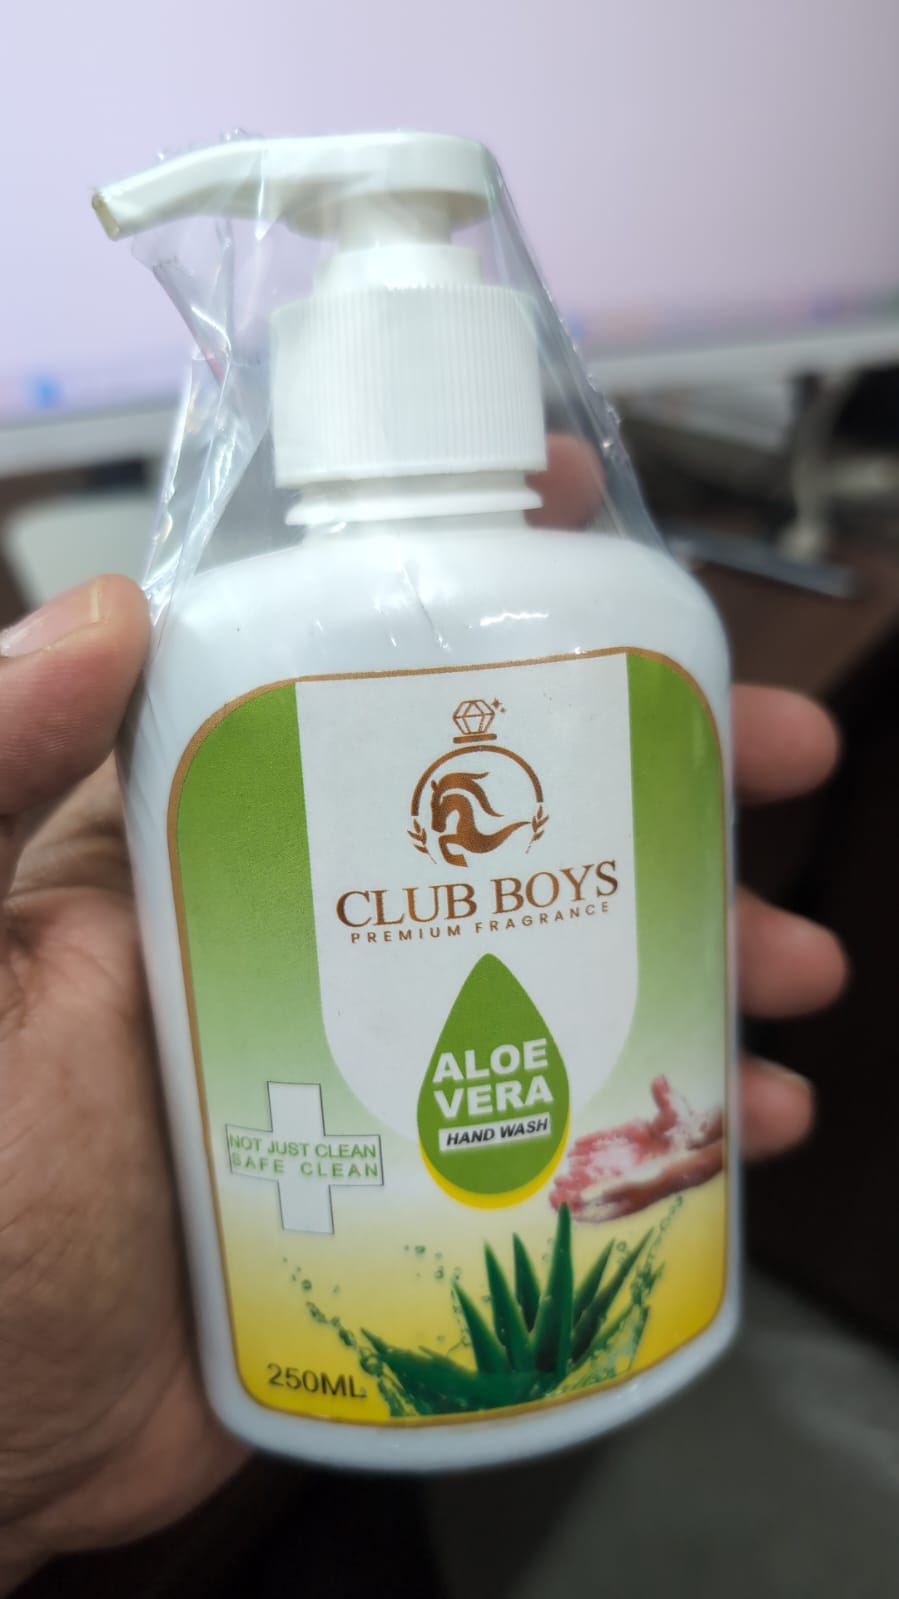 CLUB BOYS
PREMIUM FRAGRANCE
ALOE
VERA
HAND WASH
NOT JUST CLEAN
SAFE CLEAN
250ML